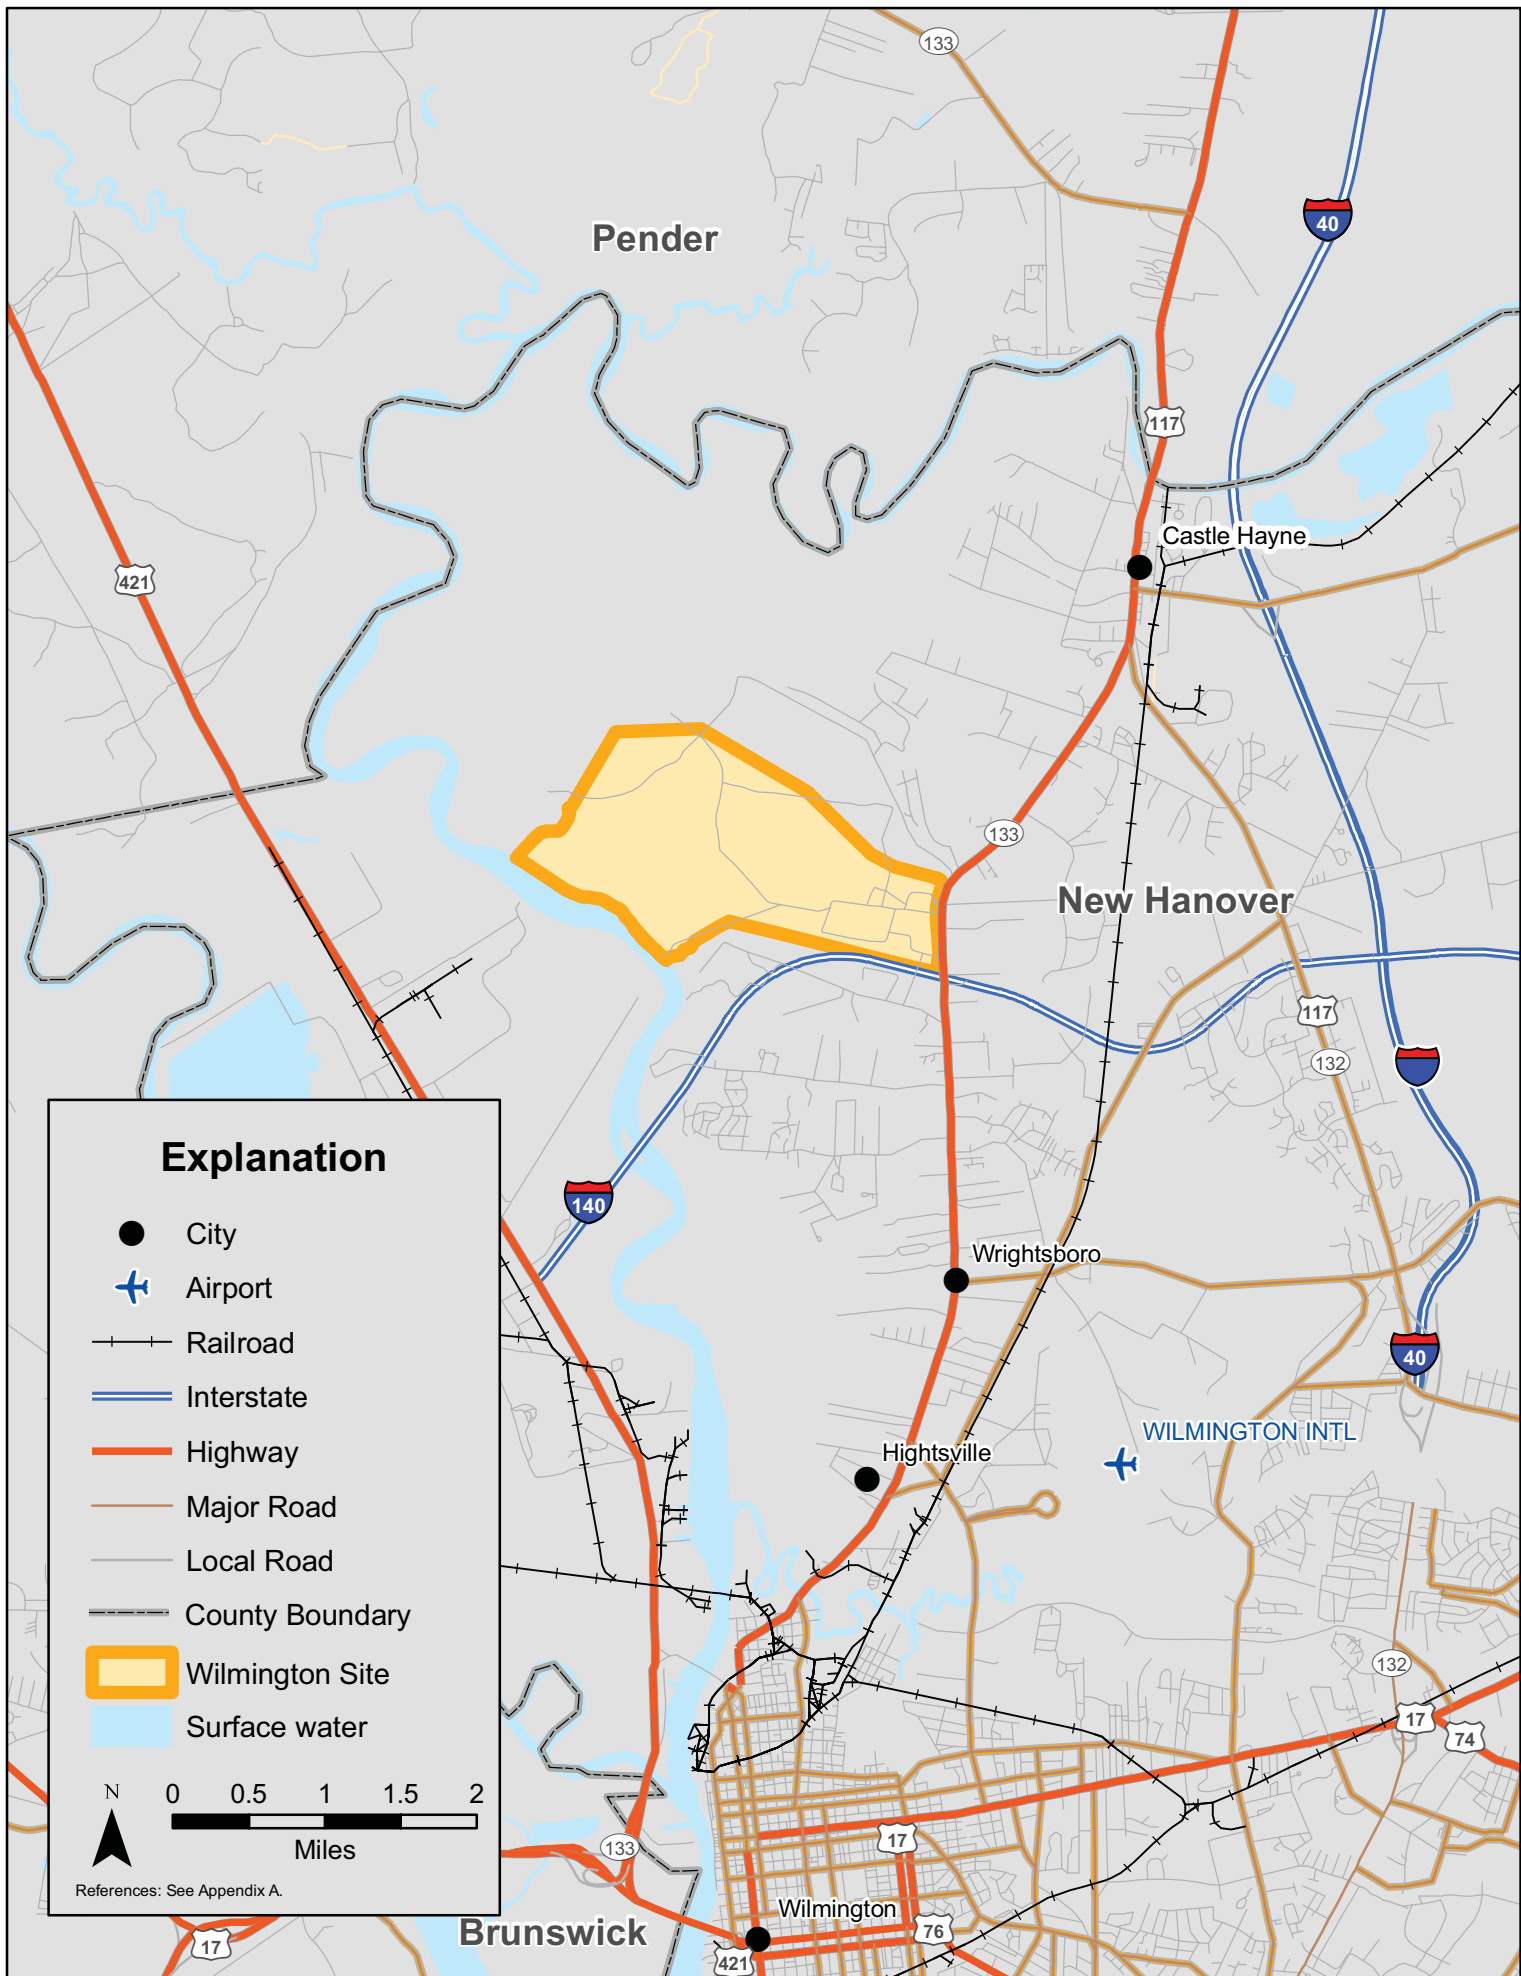 133
40
Pender
117
Castle Hayne
421
133
New Hanover
117
132
Explanation
City
Airport
Railroad
Interstate
Highway
Major Road
Local Road
County Boundary
Wilmington Site
Surface water
N
0 0.5 1 1.5 2
Miles
References: See Appendix A.
140
Wrightsboro
40
WILMINGTON INTL
Hightsville
132
17
74
17
133
Wilmington
76
Brunswick
17
421